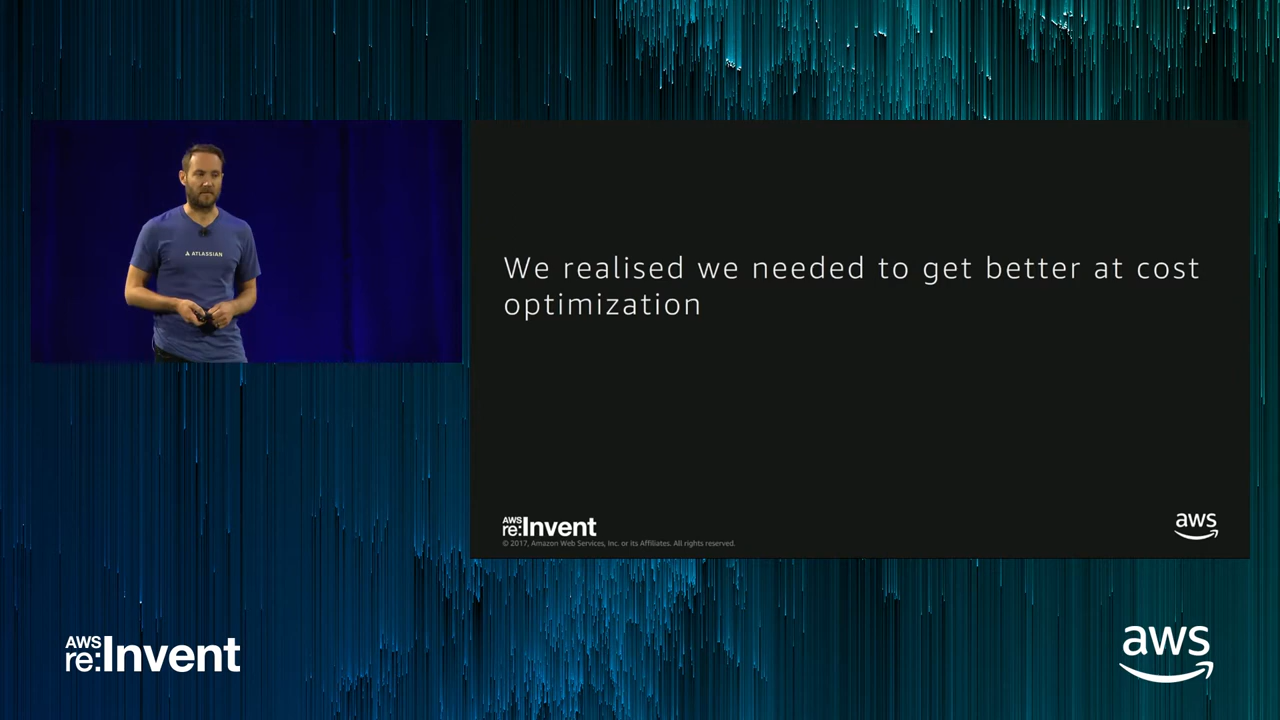 ATLASSIAN
We realised we needed to get better at cost
optimization
AWS
re:Invent
© 2017, Amazon Web Services, Inc. or its Affiliates. All rights reserved.
aws
AWS
re:Invent
aws